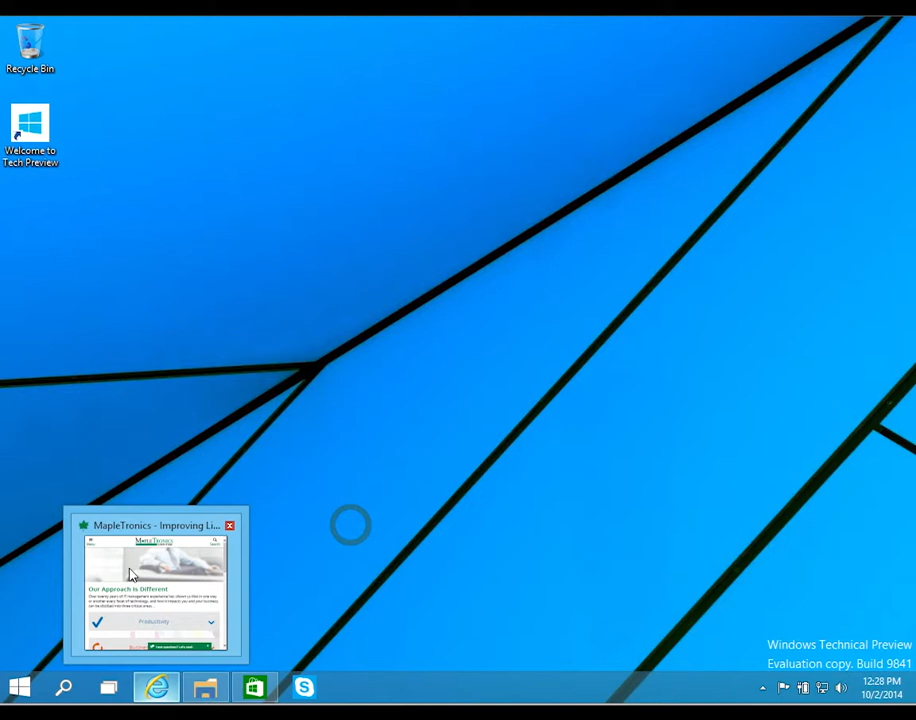 Recycle Bin
Welcome to
Tech Preview
MapleTronics - Improving Li...
MAPLETRONICS
Our Approach Is Different
Productivity
Windows Technical Preview
Evaluation copy. Build 9841
12:28 PM
10/2/2014